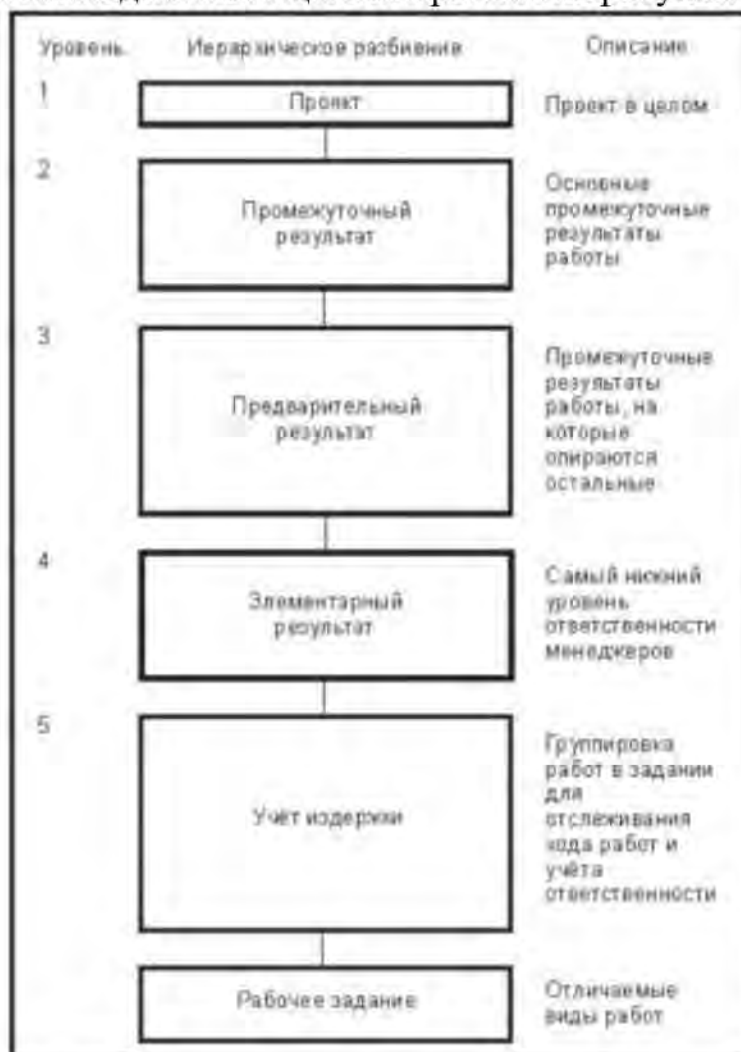 Уровень Иерархическое разбиение Описание
1
Проект
Проект в целом
2
Промежуточный
результат
Основные
промежуточные
результаты
работы
3
Предварительный
результат
Промежуточные
результаты
работы, на
которые
опираются
остальные
4
Элементарный
результат
Самый нижний
уровень
ответственности
менеджеров
5
Учёт издержки
Группировка
работ в задании
для
отслеживания
хода работ и
учёта
ответственности
Рабочее задание
Отличаемые
виды работ